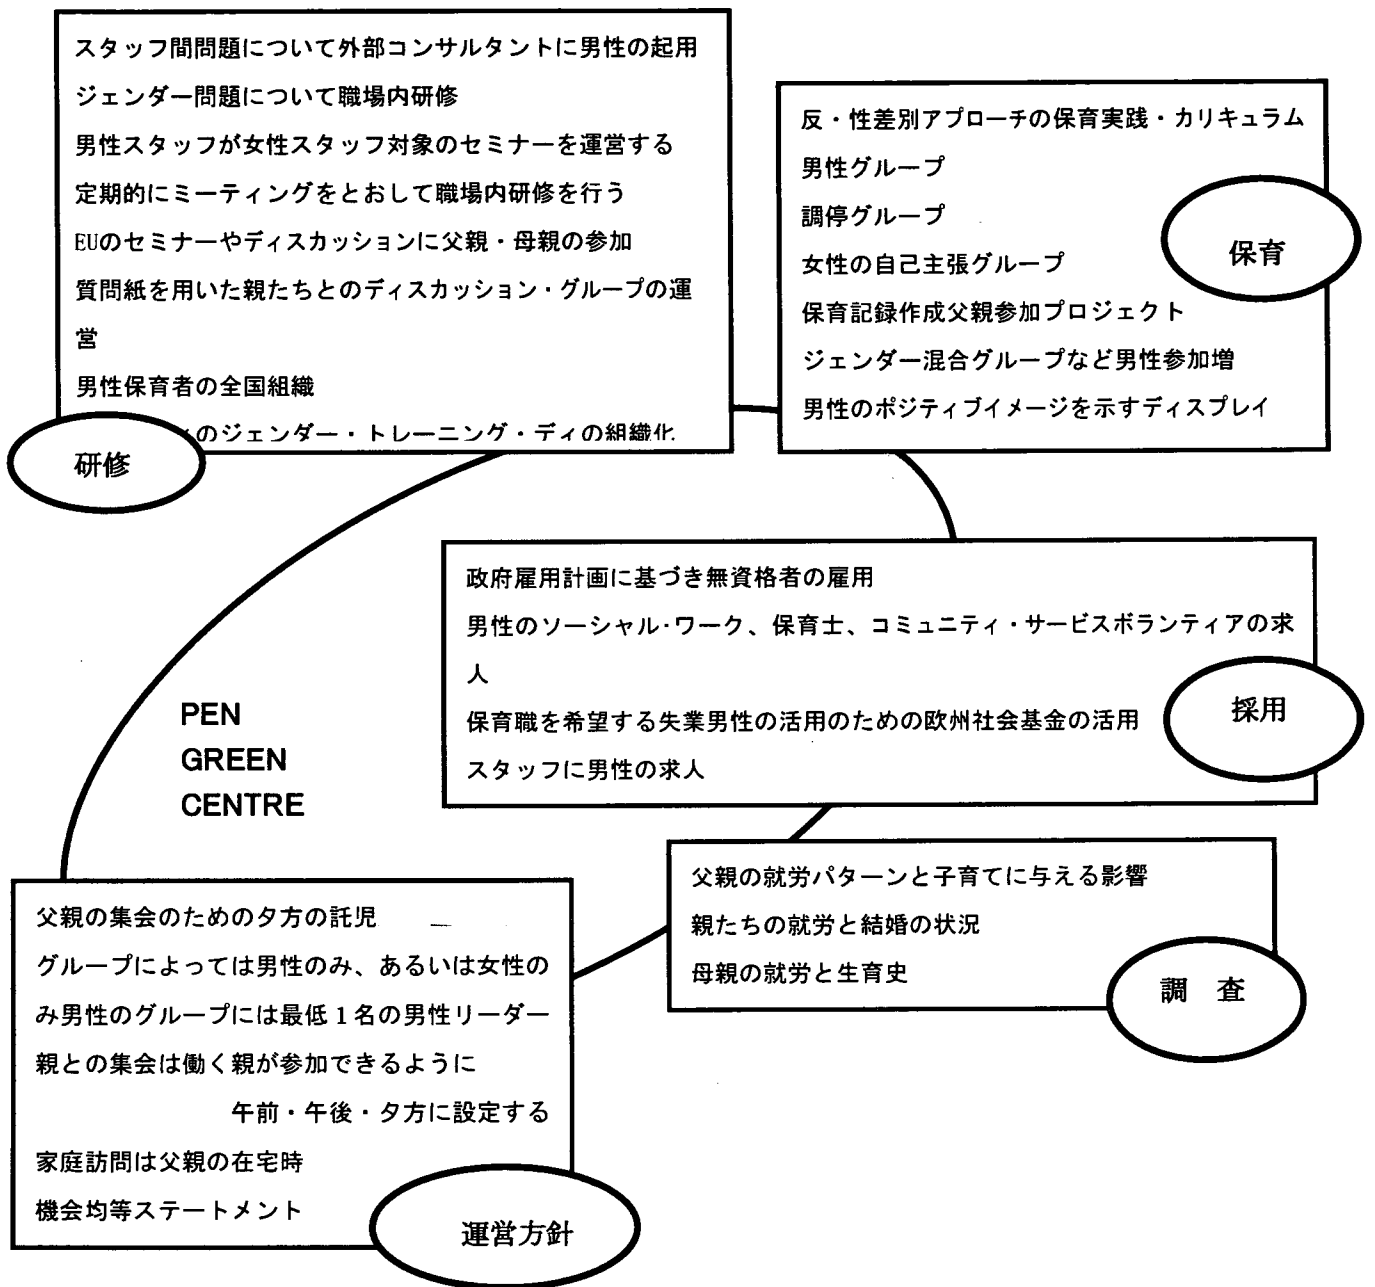 スタッフ間問題について外部コンサルタントに男性の起用
ジェンダー問題について職場内研修
男性スタッフが女性スタッフ対象のセミナーを運営する
定期的にミーティングをとおして職場内研修を行う
EUのセミナーやディスカッションに父親・母親の参加
質問紙を用いた親たちとのディスカッション・グループの運
営
男性保育者の全国組織
のジェンダー・トレーニング・ディの組織化
研修
反・性差別アプローチの保育実践・カリキュラム
男性グループ
調停グループ
女性の自己主張グループ
保育記録作成父親参加プロジェクト
ジェンダー混合グループなど男性参加増
男性のポジティブイメージを示すディスプレイ
保育
政府雇用計画に基づき無資格者の雇用
男性のソーシャル・ワーク、保育士、コミュニティ・サービスボランティアの求
人
保育職を希望する失業男性の活用のための欧州社会基金の活用
スタッフに男性の求人
採用
PEN
GREEN
CENTRE
父親の就労パターンと子育てに与える影響
親たちの就労と結婚の状況
母親の就労と生育史
調 査
父親の集会のための夕方の託児
グループによっては男性のみ、あるいは女性の
み男性のグループには最低1名の男性リーダー
親との集会は働く親が参加できるように
午前・午後・夕方に設定する
家庭訪問は父親の在宅時
機会均等ステートメント
運営方針